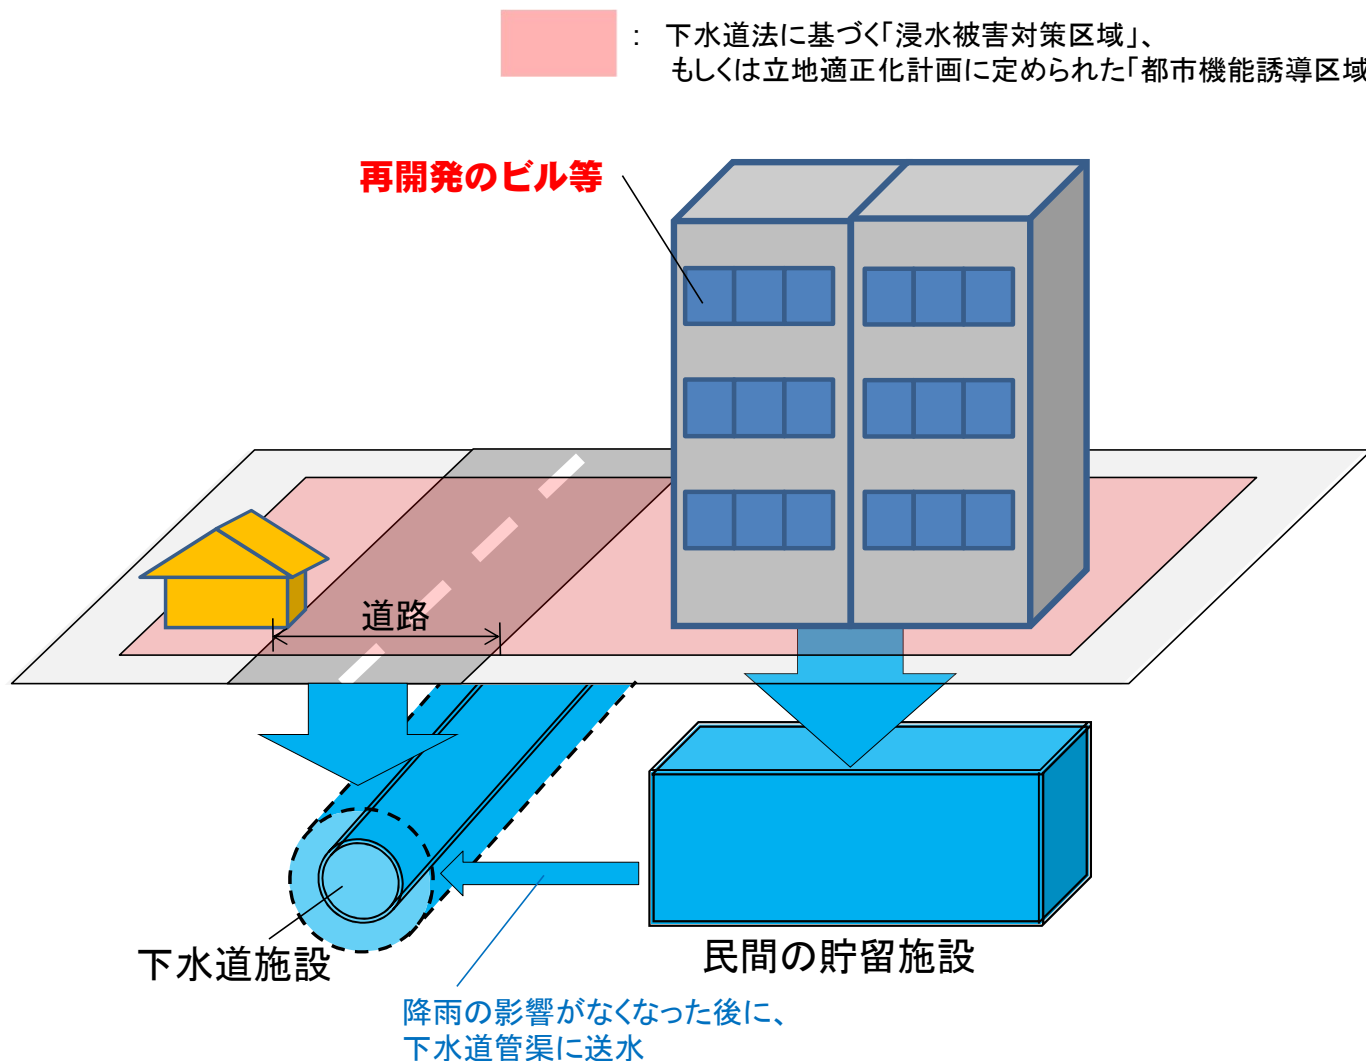 ： 下水道法に基づく「浸水被害対策区域」、
もしくは立地適正化計画に定められた「都市機能誘導区域
再開発のビル等
道路
下水道施設
民間の貯留施設
降雨の影響がなくなった後に、
下水道管渠に送水